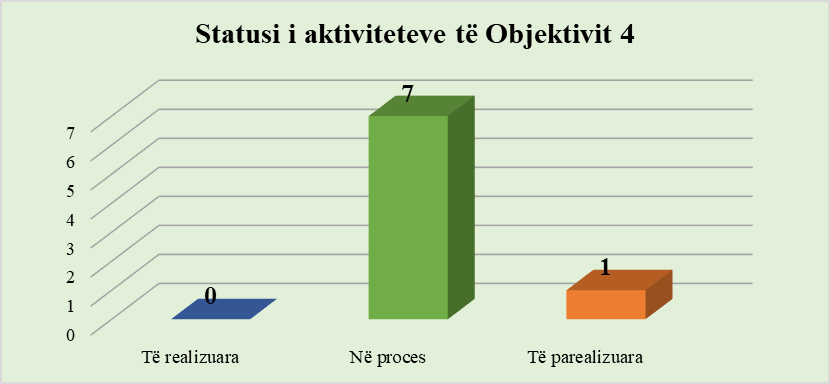 Statusi i aktiviteteve të Objektivit 4
7
6
5
4
3
2
1
0
0
7
1
Të realizuara
Në proces
Të parealizuara